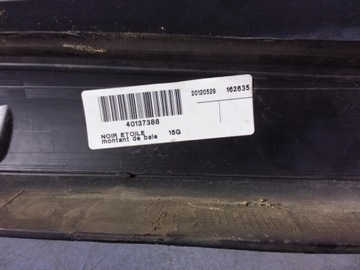 20120529 162635
40137388
NOIR ETOILE 15G
montant de baie